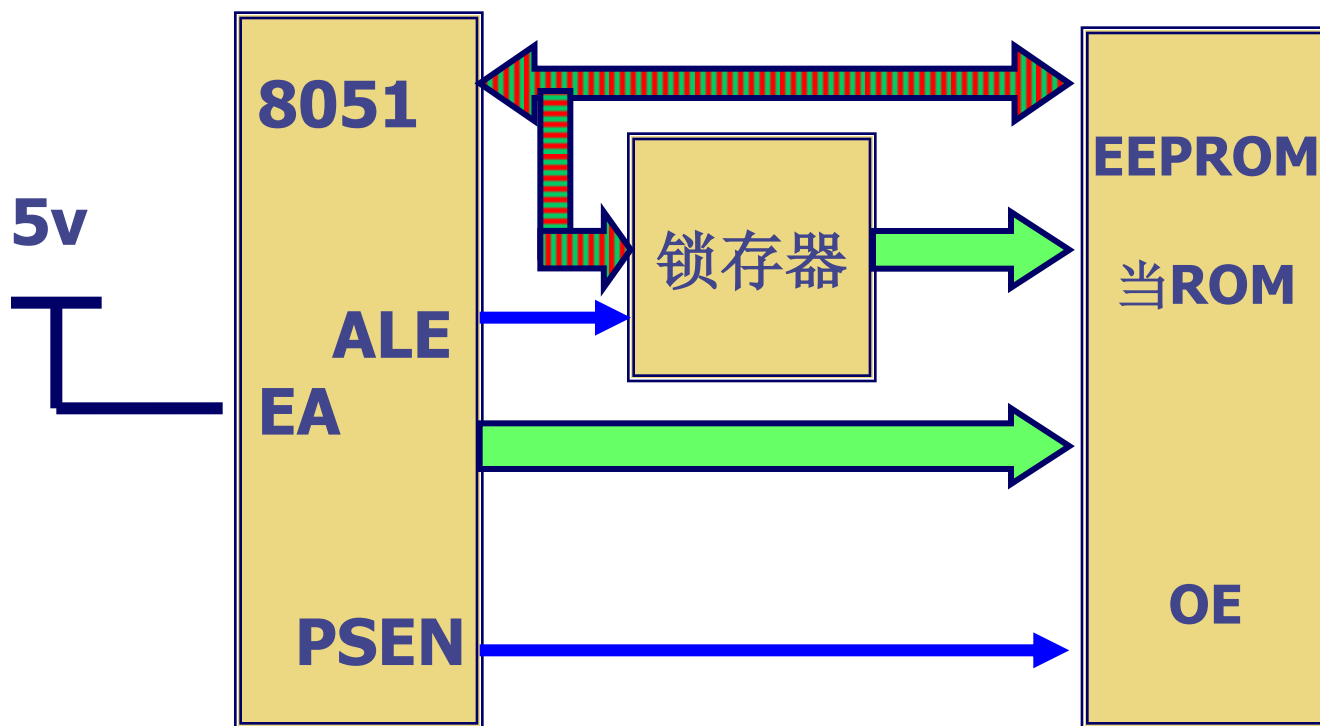 8051
EEPROM
5v
锁存器
当ROM
ALE
EA
OE
PSEN